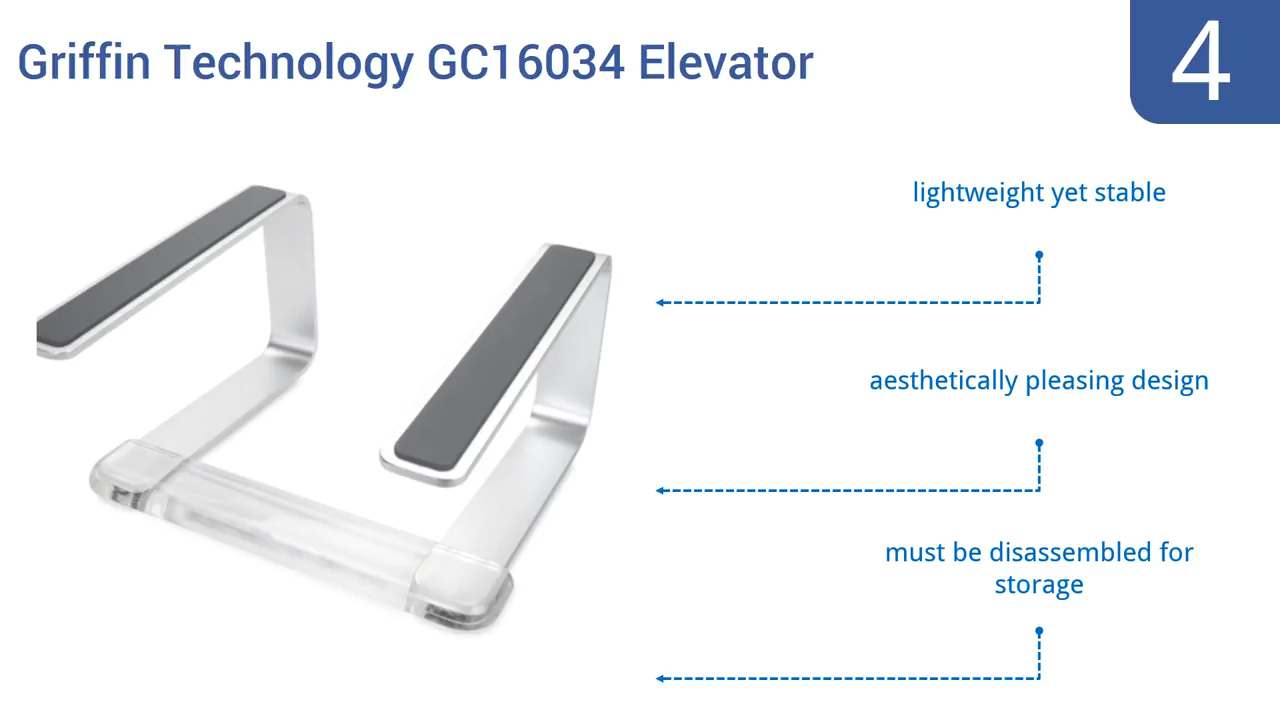 Griffin Technology GC16034 Elevator
4
lightweight yet stable
aesthetically pleasing design
must be disassembled for
storage